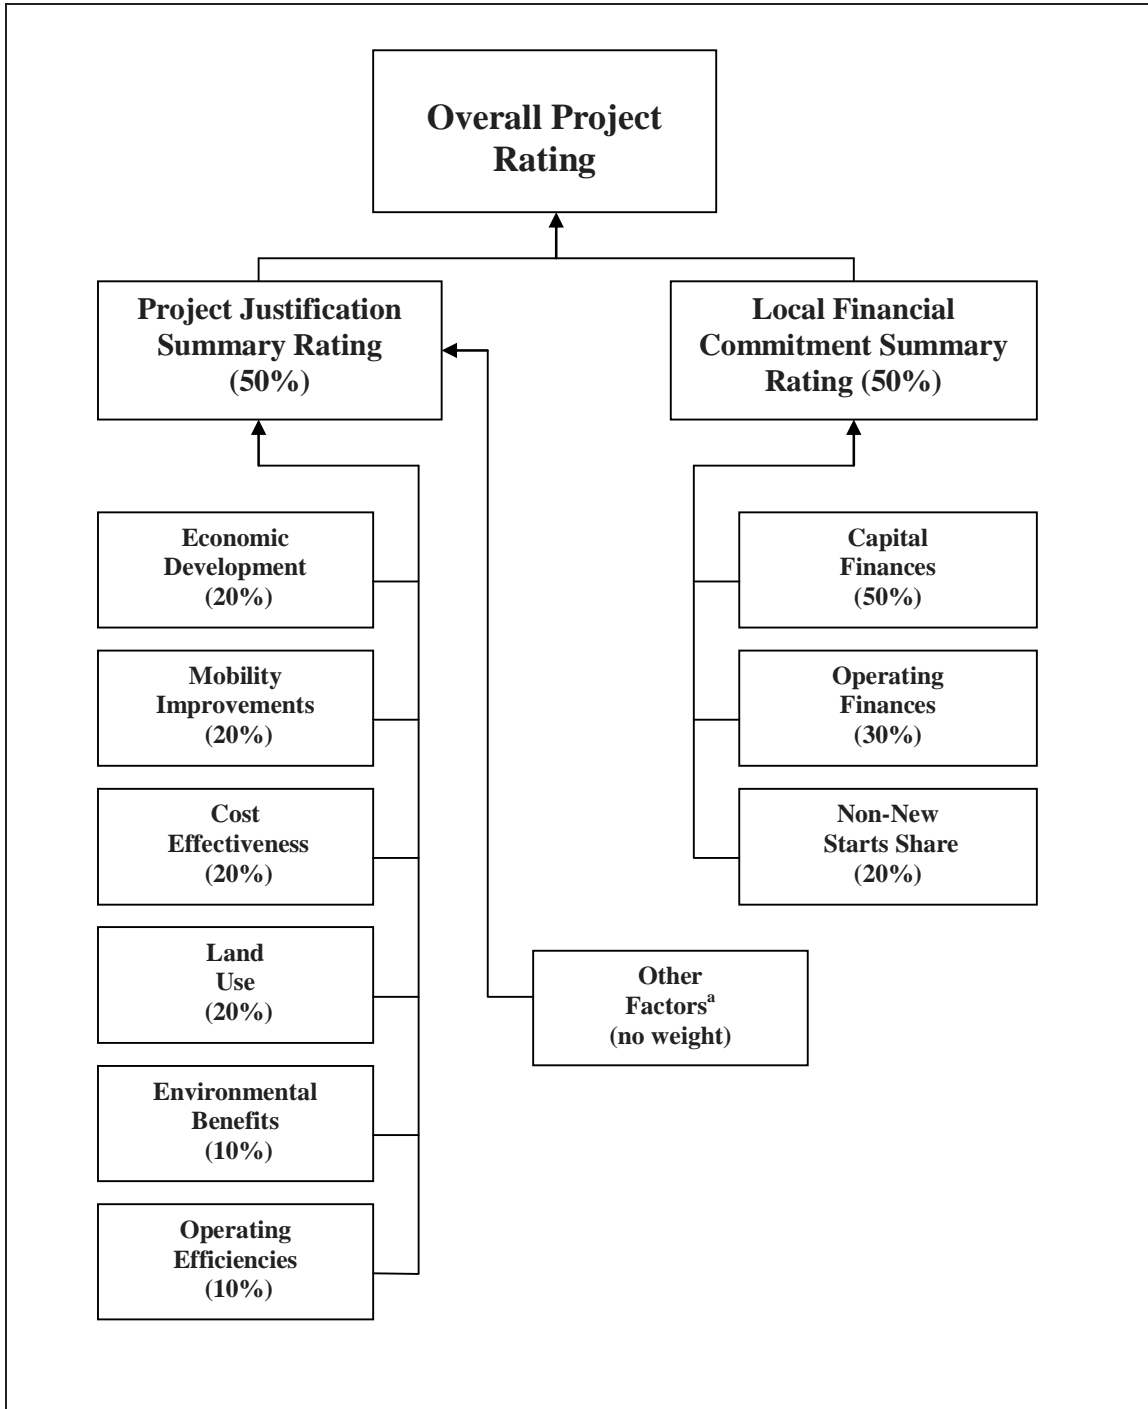 Overall Project
Rating
Project Justification
Summary Rating
(50%)
Local Financial
Commitment Summary
Rating (50%)
Economic
Development
(20%)
Mobility
Improvements
(20%)
Cost
Effectiveness
(20%)
Land
Use
(20%)
Environmental
Benefits
(10%)
Operating
Efficiencies
(10%)
Capital
Finances
(50%)
Operating
Finances
(30%)
Non-New
Starts Share
(20%)
Other
Factorsᵃ
(no weight)